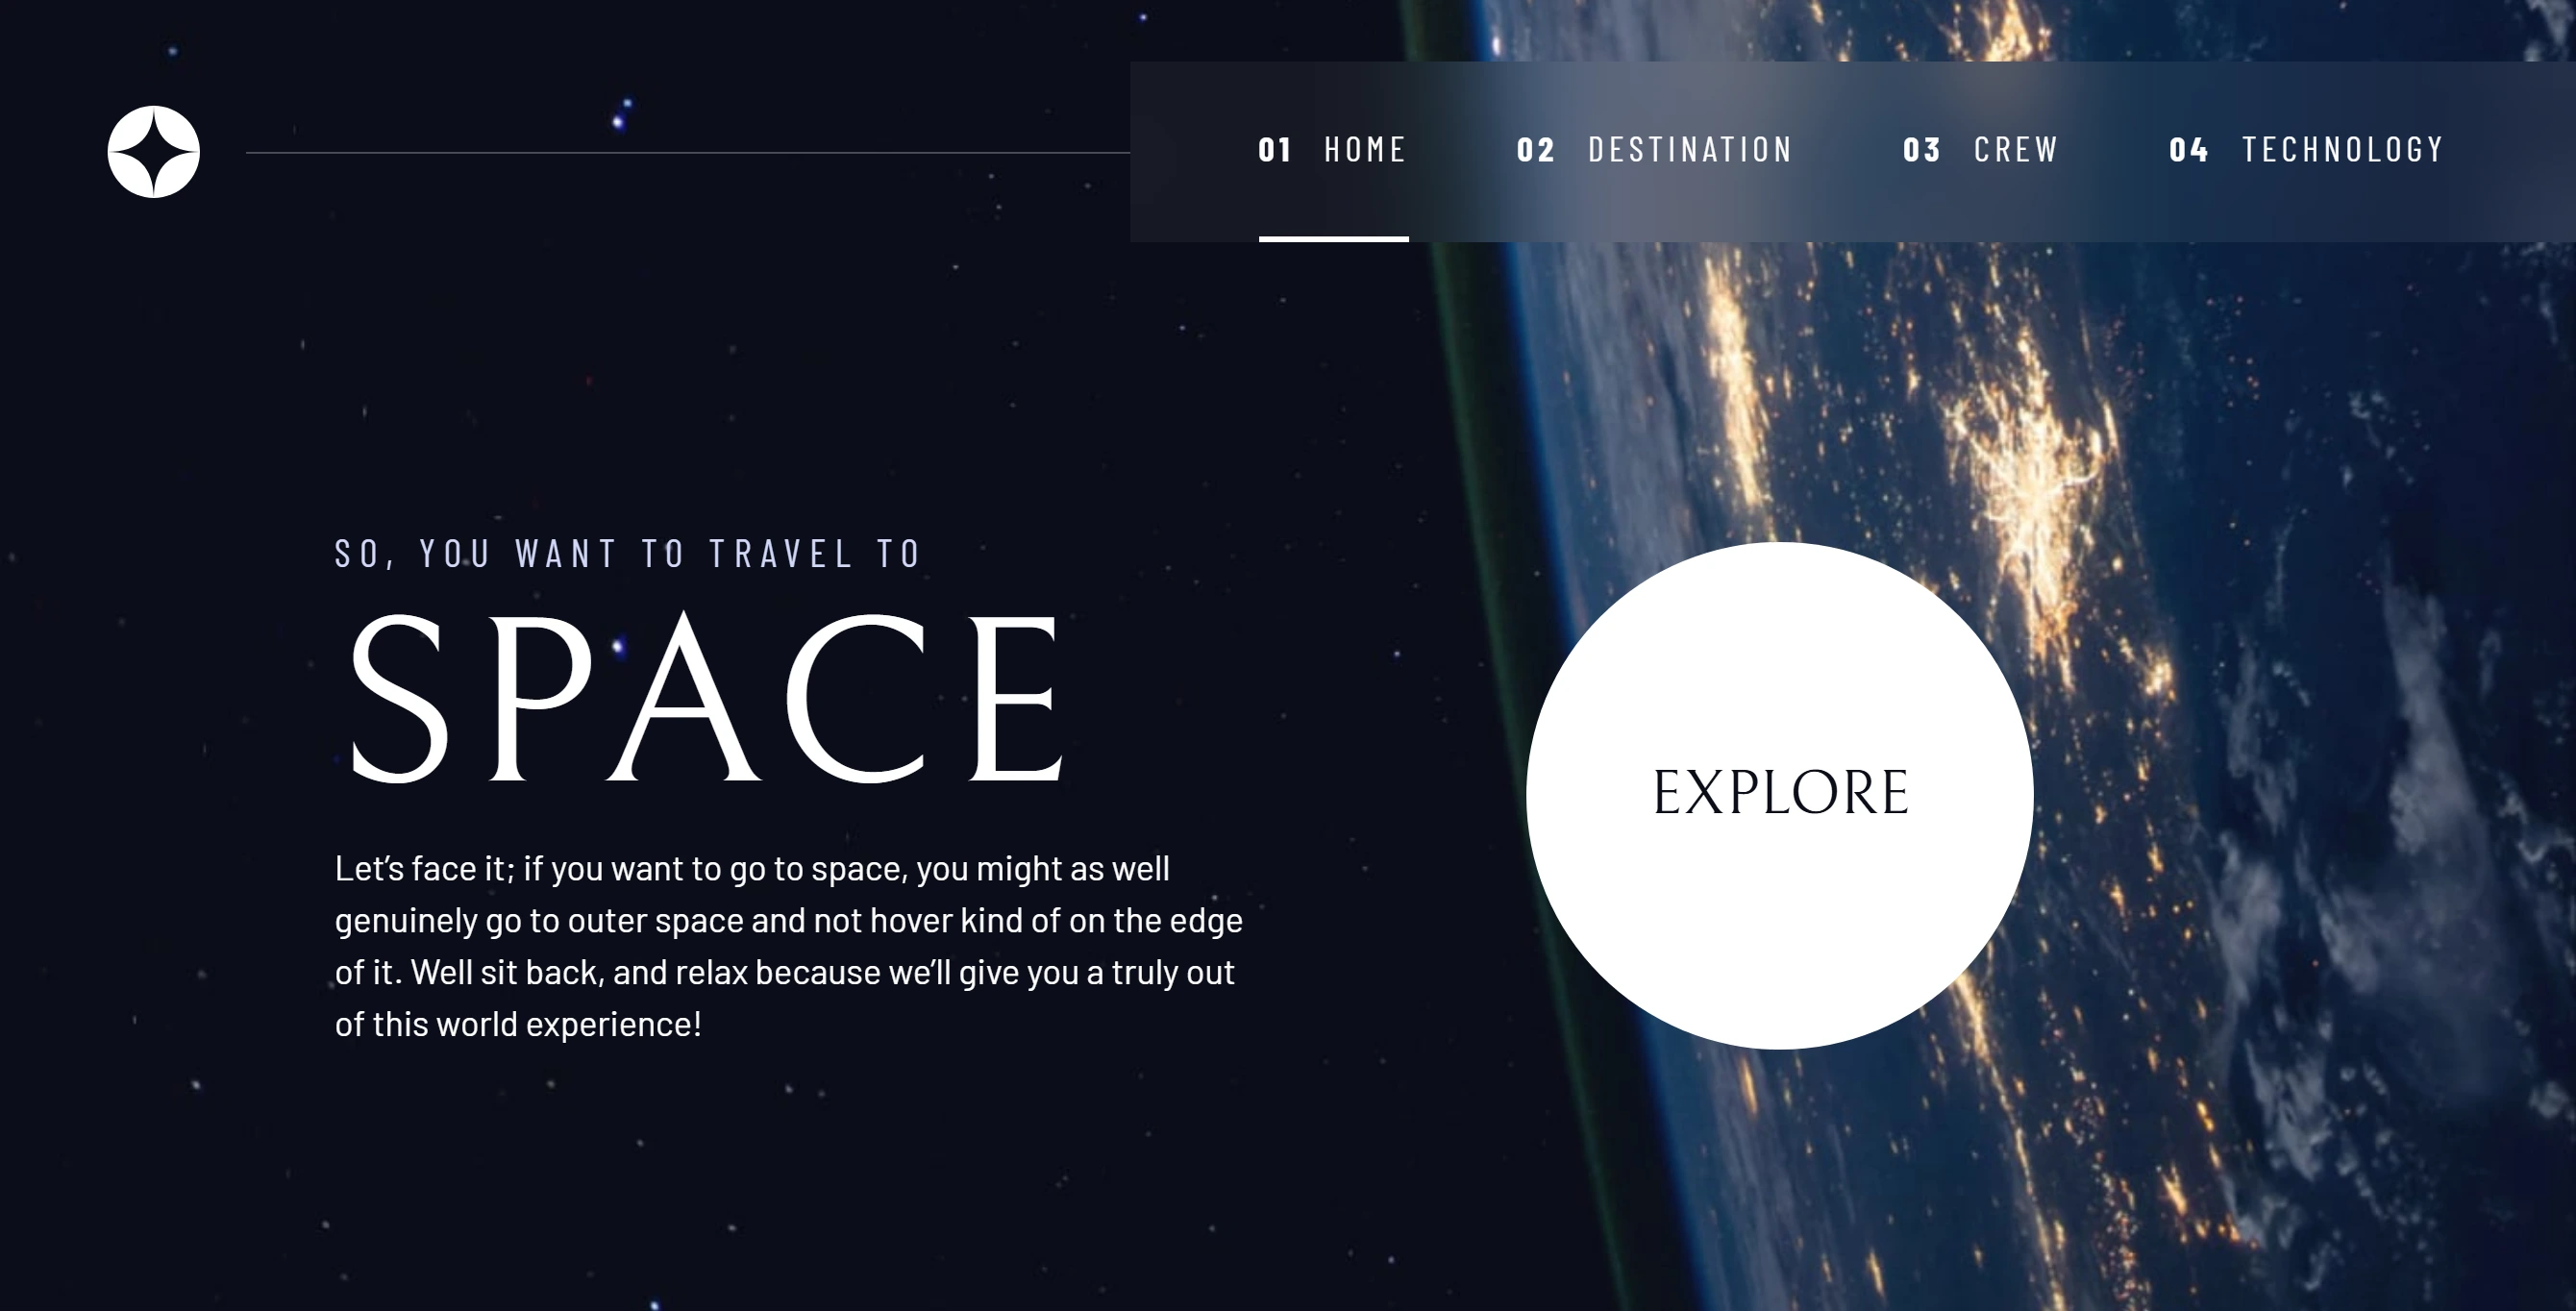 01 HOME 02 DESTINATION 03 CREW 04 TECHNOLOGY
SO, YOU WANT TO TRAVEL TO
SPACE
Let’s face it; if you want to go to space, you might as well
genuinely go to outer space and not hover kind of on the edge
of it. Well sit back, and relax because we’ll give you a truly out
of this world experience!
EXPLORE